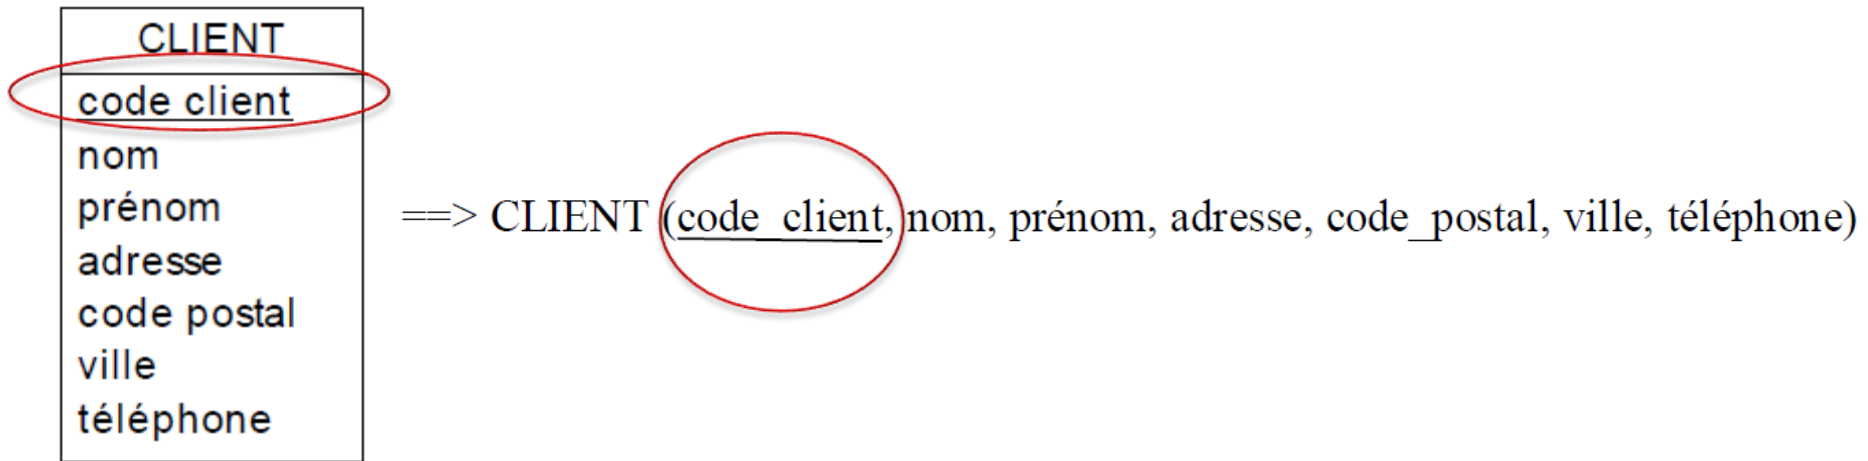 CLIENT
code client
nom
prénom
adresse
code postal
ville
téléphone
==> CLIENT (code_client, nom, prénom, adresse, code_postal, ville, téléphone)